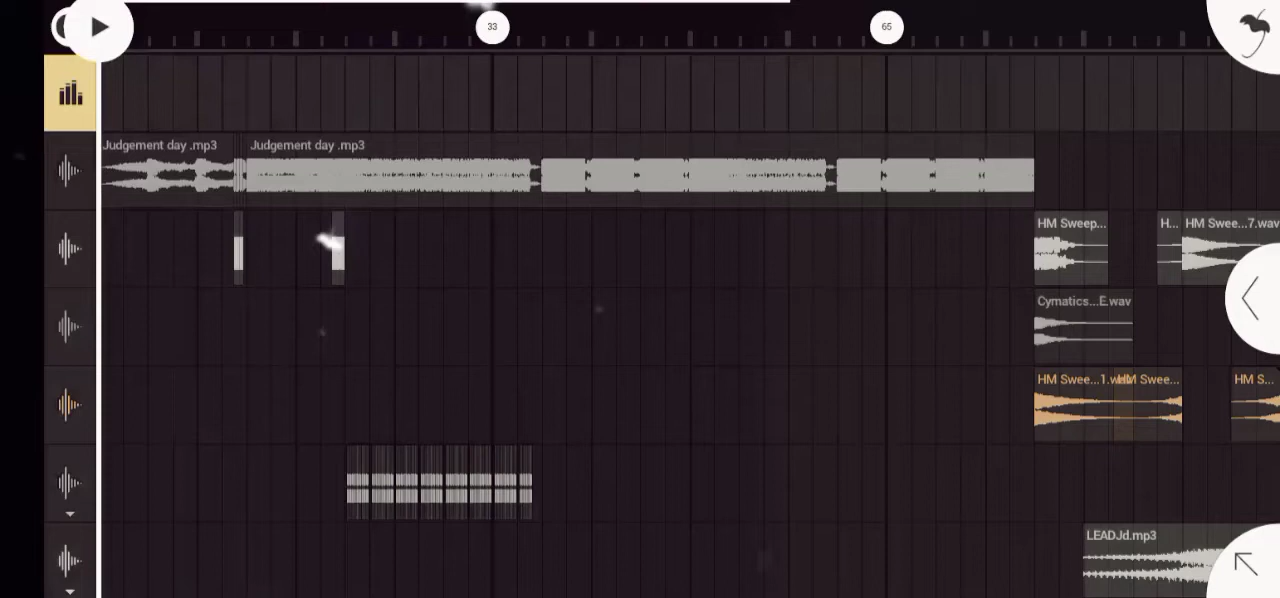 33
65
Judgement day .mp3
Judgement day .mp3
HM Sweep...
H...
HM Swee...7.wav
Cymatics...E.wav
HM Swee...1.wav
HM Swee...
HM S...
LEADJd.mp3